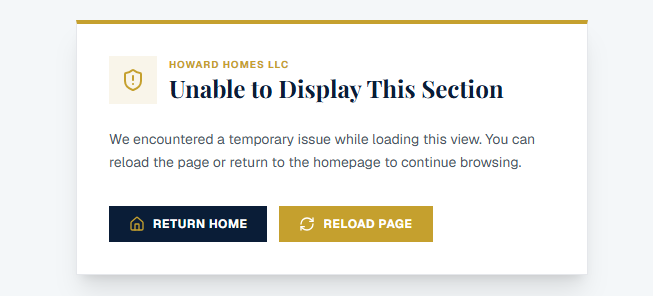 HOWARD HOMES LLC
Unable to Display This Section
We encountered a temporary issue while loading this view. You can
reload the page or return to the homepage to continue browsing.
RETURN HOME
RELOAD PAGE